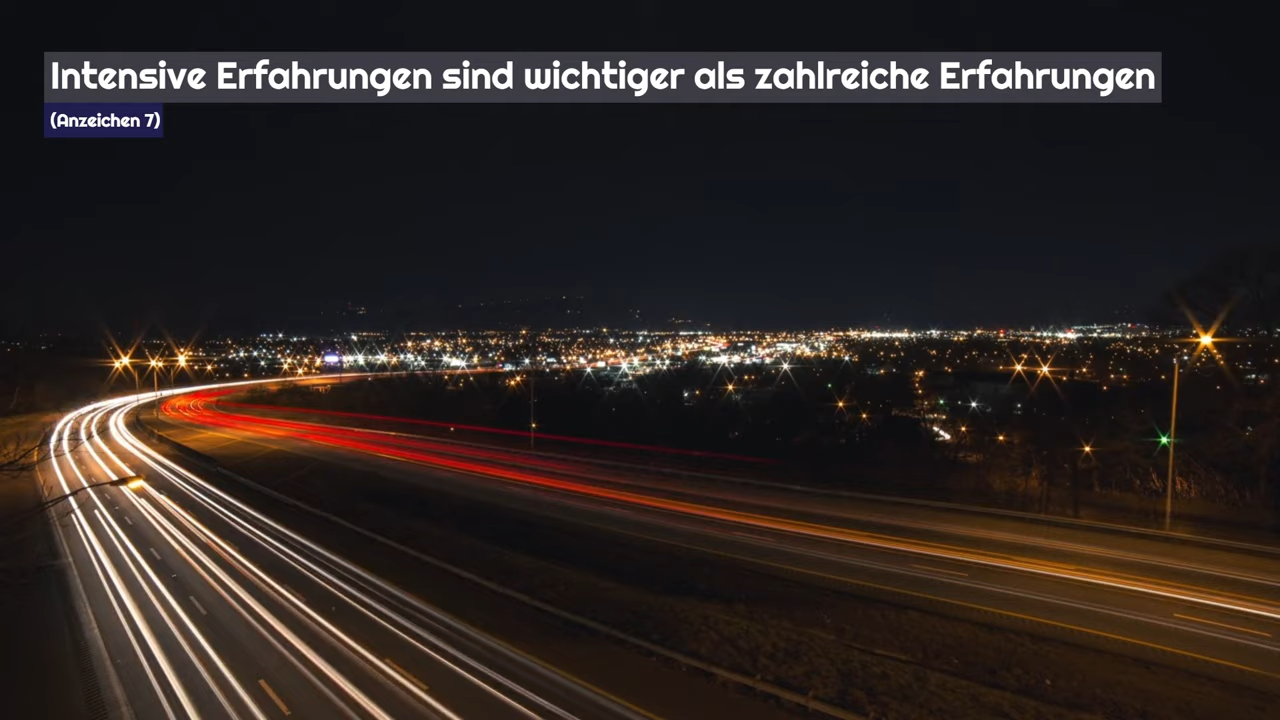 Intensive Erfahrungen sind wichtiger als zahlreiche Erfahrungen
(Anzeichen 7)